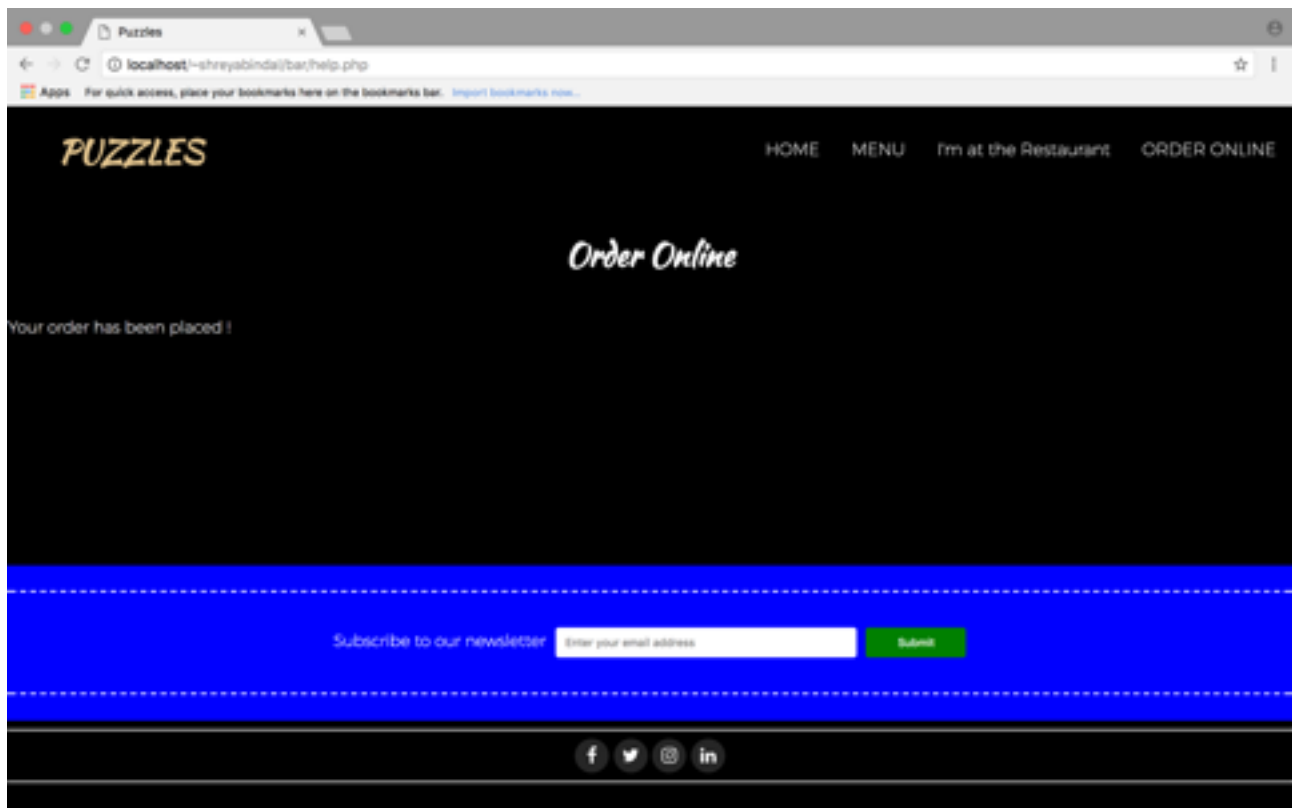 Puzzles
localhost/~shreyabindal/bar/help.php
Apps For quick access, place your bookmarks here on the bookmarks bar. Import bookmarks now...
PUZZLES HOME MENU I'm at the Restaurant ORDER ONLINE
Order Online
Your order has been placed !
Subscribe to our newsletter Enter your email address Submit
f in